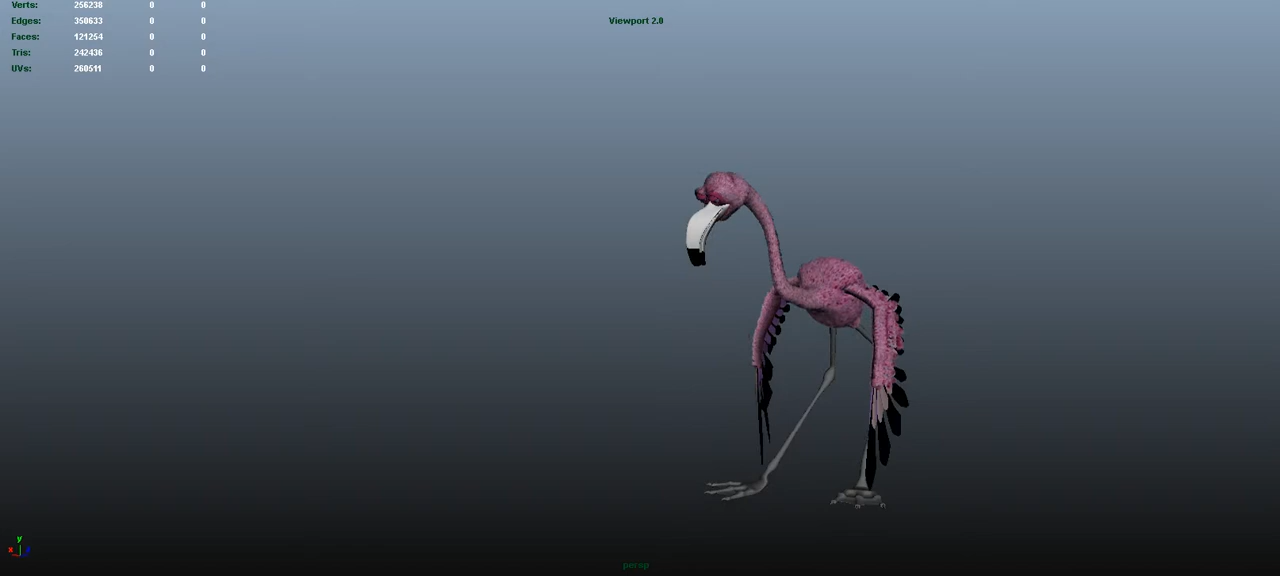 Verts: 256238 0 0
Edges: 350633 0 0
Faces: 121254 0 0
Tris: 242436 0 0
UVs: 260511 0 0
Viewport 2.0
y
x z
persp